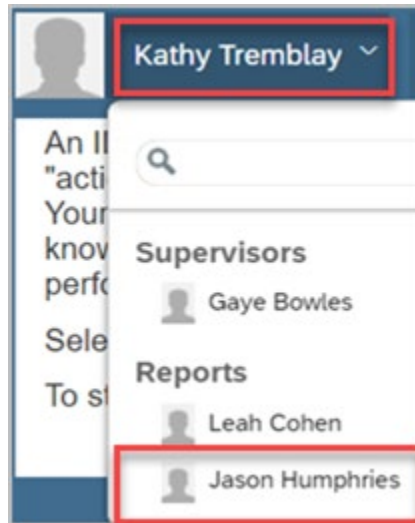 Kathy Tremblay
An
"acti
Your
know
perfo
Supervisors
Gaye Bowles
Sele
Reports
To st
Leah Cohen
Jason Humphries